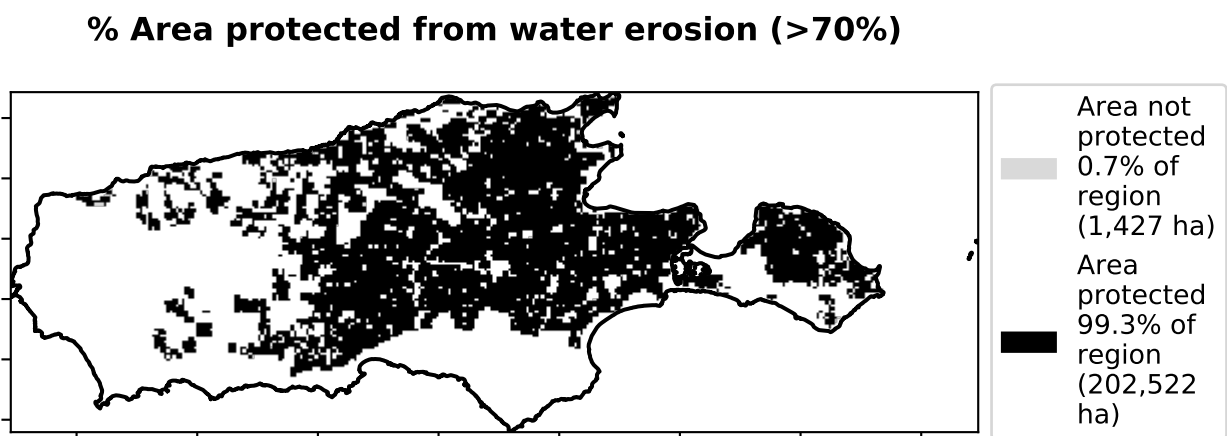 % Area protected from water erosion (>70%)
Area not
protected
0.7% of
region
(1,427 ha)
Area
protected
99.3% of
region
(202,522
ha)